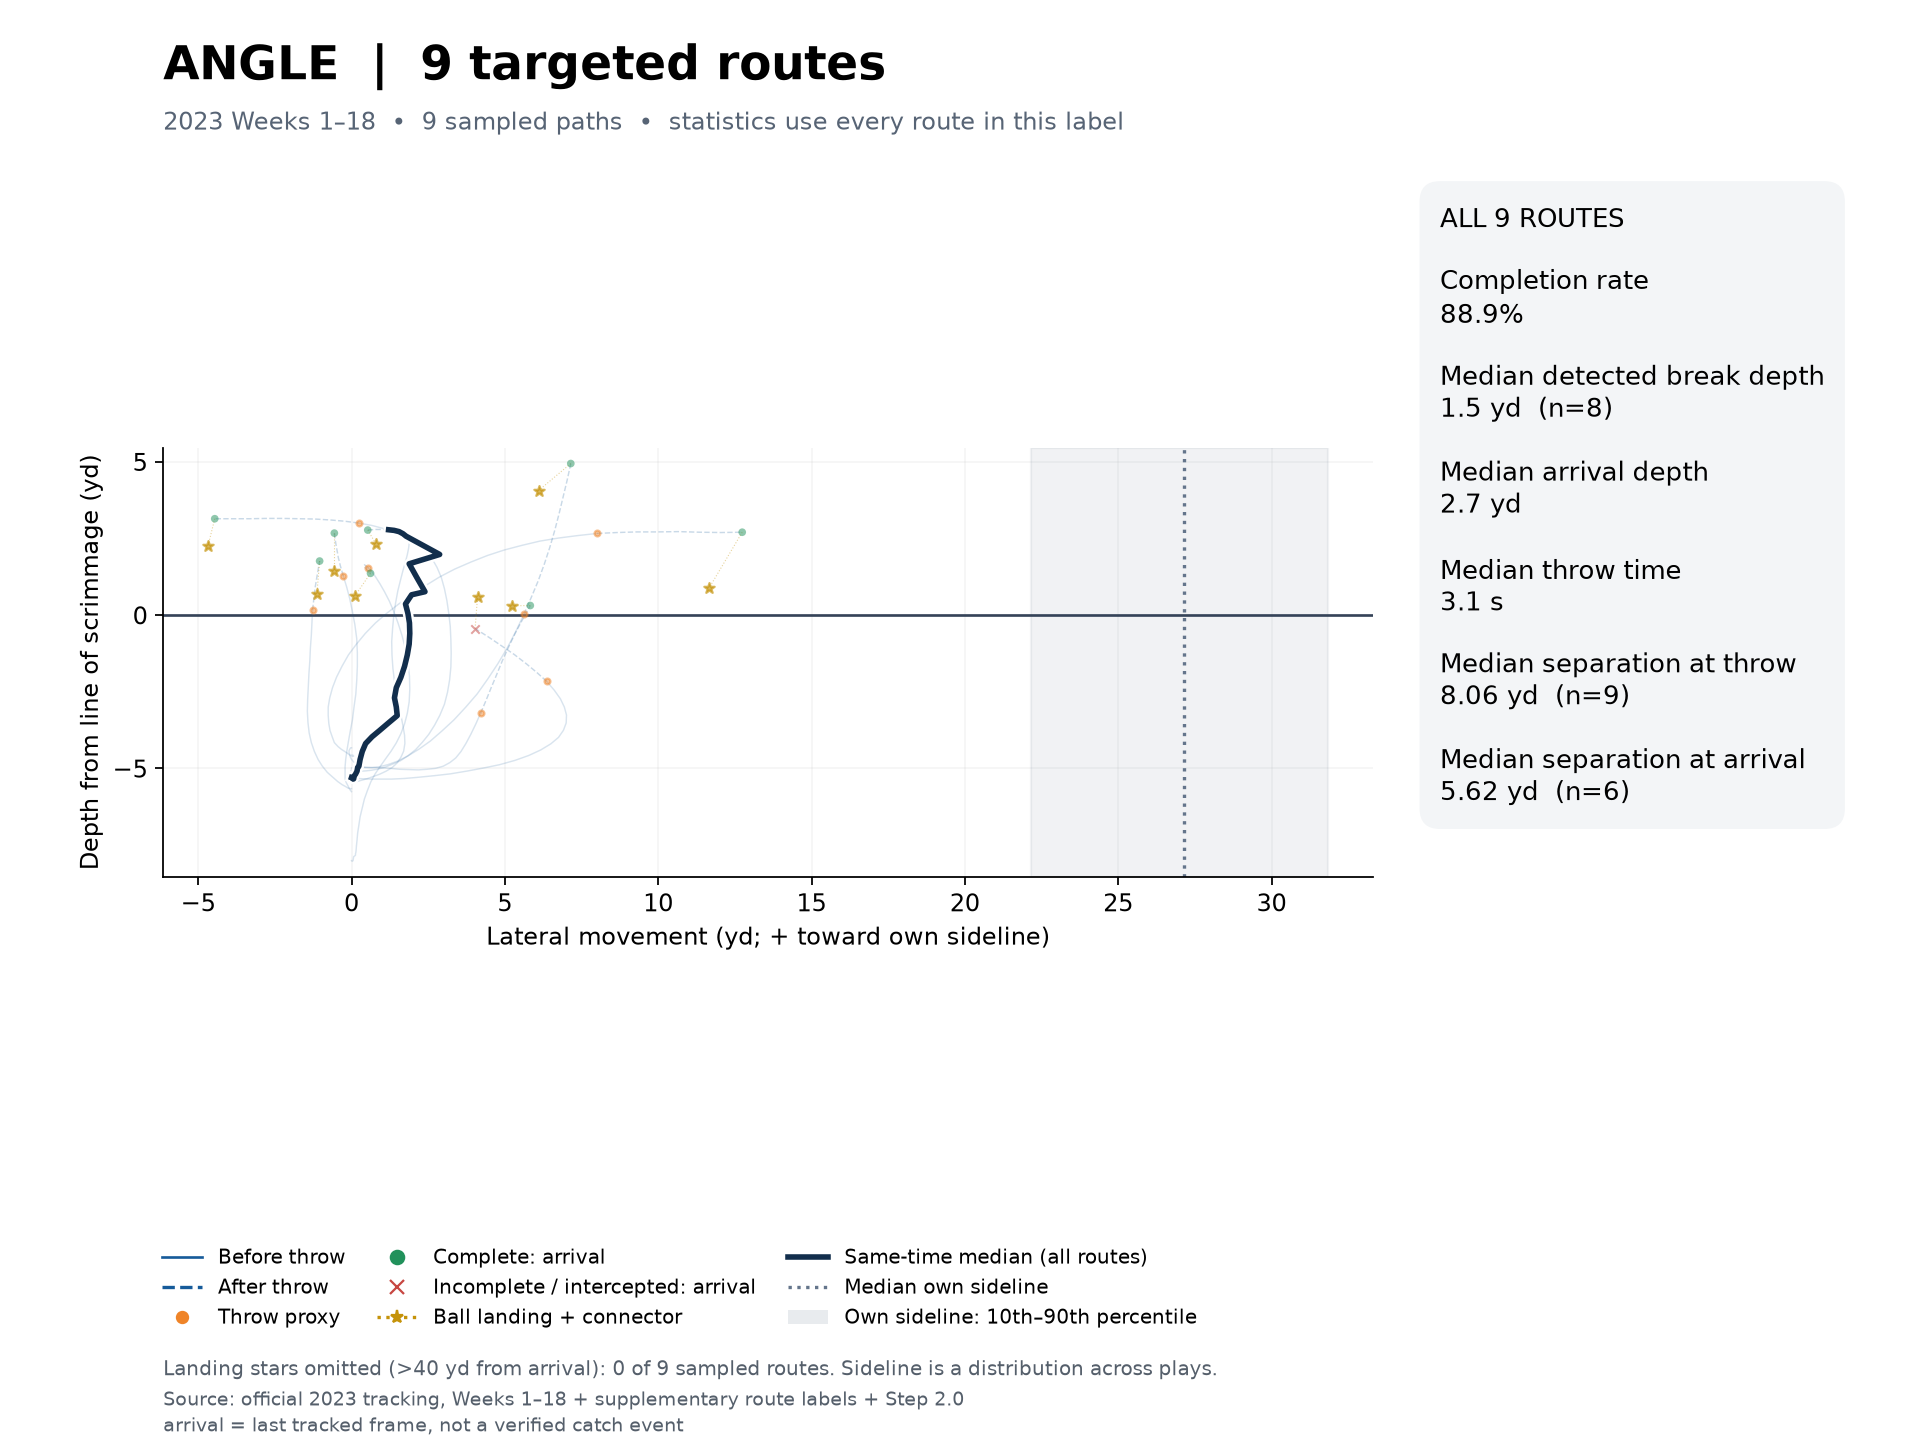 ANGLE | 9 targeted routes
2023 Weeks 1–18 • 9 sampled paths • statistics use every route in this label
ALL 9 ROUTES
Completion rate
88.9%
Median detected break depth
1.5 yd (n=8)
Median arrival depth
2.7 yd
Median throw time
3.1 s
Median separation at throw
8.06 yd (n=9)
Median separation at arrival
5.62 yd (n=6)
Depth from line of scrimmage (yd)
5
0
−5
−5 0 5 10 15 20 25 30
Lateral movement (yd; + toward own sideline)
Before throw
After throw
Throw proxy
Complete: arrival
Incomplete / intercepted: arrival
Ball landing + connector
Same-time median (all routes)
Median own sideline
Own sideline: 10th–90th percentile
Landing stars omitted (>40 yd from arrival): 0 of 9 sampled routes. Sideline is a distribution across plays.
Source: official 2023 tracking, Weeks 1–18 + supplementary route labels + Step 2.0
arrival = last tracked frame, not a verified catch event